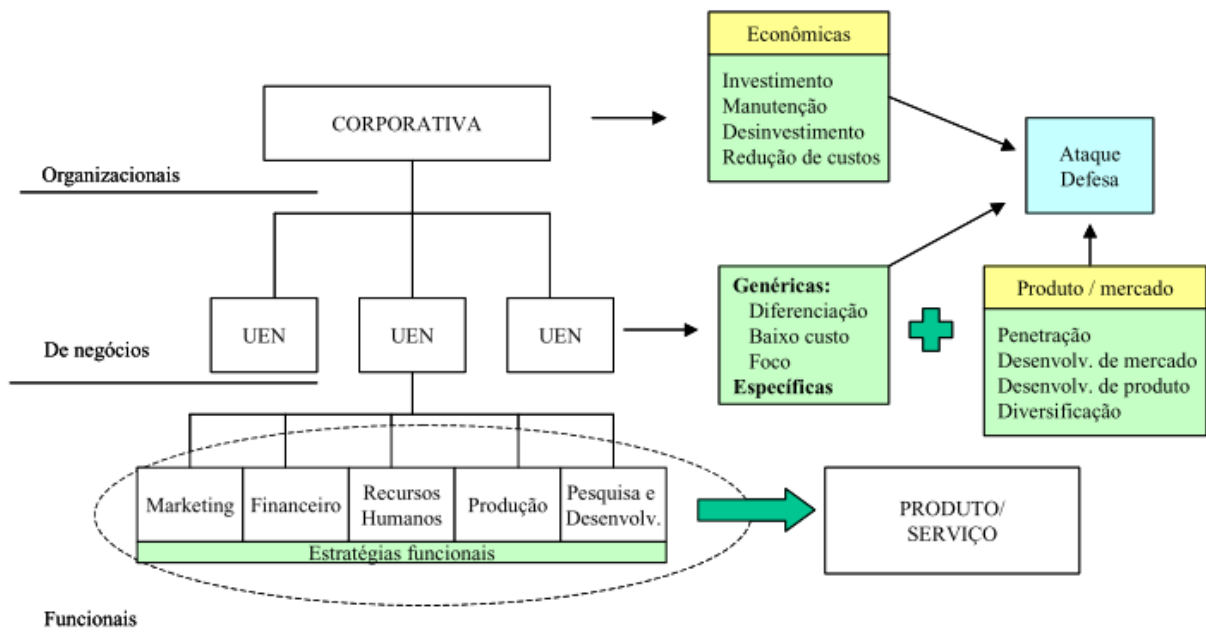 Econômicas
Investimento
Manutenção
Desinvestimento
Redução de custos
CORPORATIVA
Ataque
Defesa
Organizacionais
UEN
UEN
UEN
De negócios
Genéricas:
Diferenciação
Baixo custo
Foco
Específicas
Produto / mercado
Penetração
Desenvolv. de mercado
Desenvolv. de produto
Diversificação
Marketing
Financeiro
Recursos
Humanos
Produção
Pesquisa e
Desenvolv.
Estratégias funcionais
PRODUTO/
SERVIÇO
Funcionais